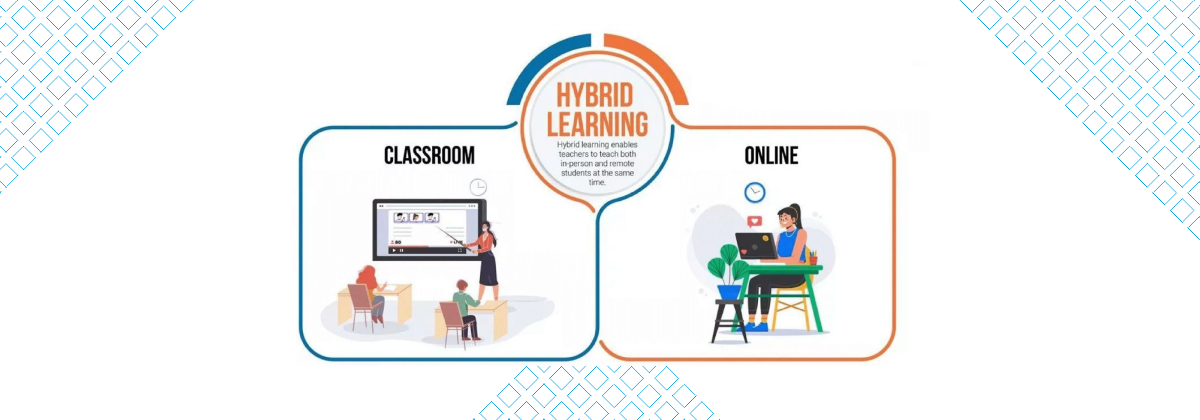 HYBRID
LEARNING
Hybrid learning enables
teachers to teach both
in-person and remote
students at the same
time.
CLASSROOM
ONLINE